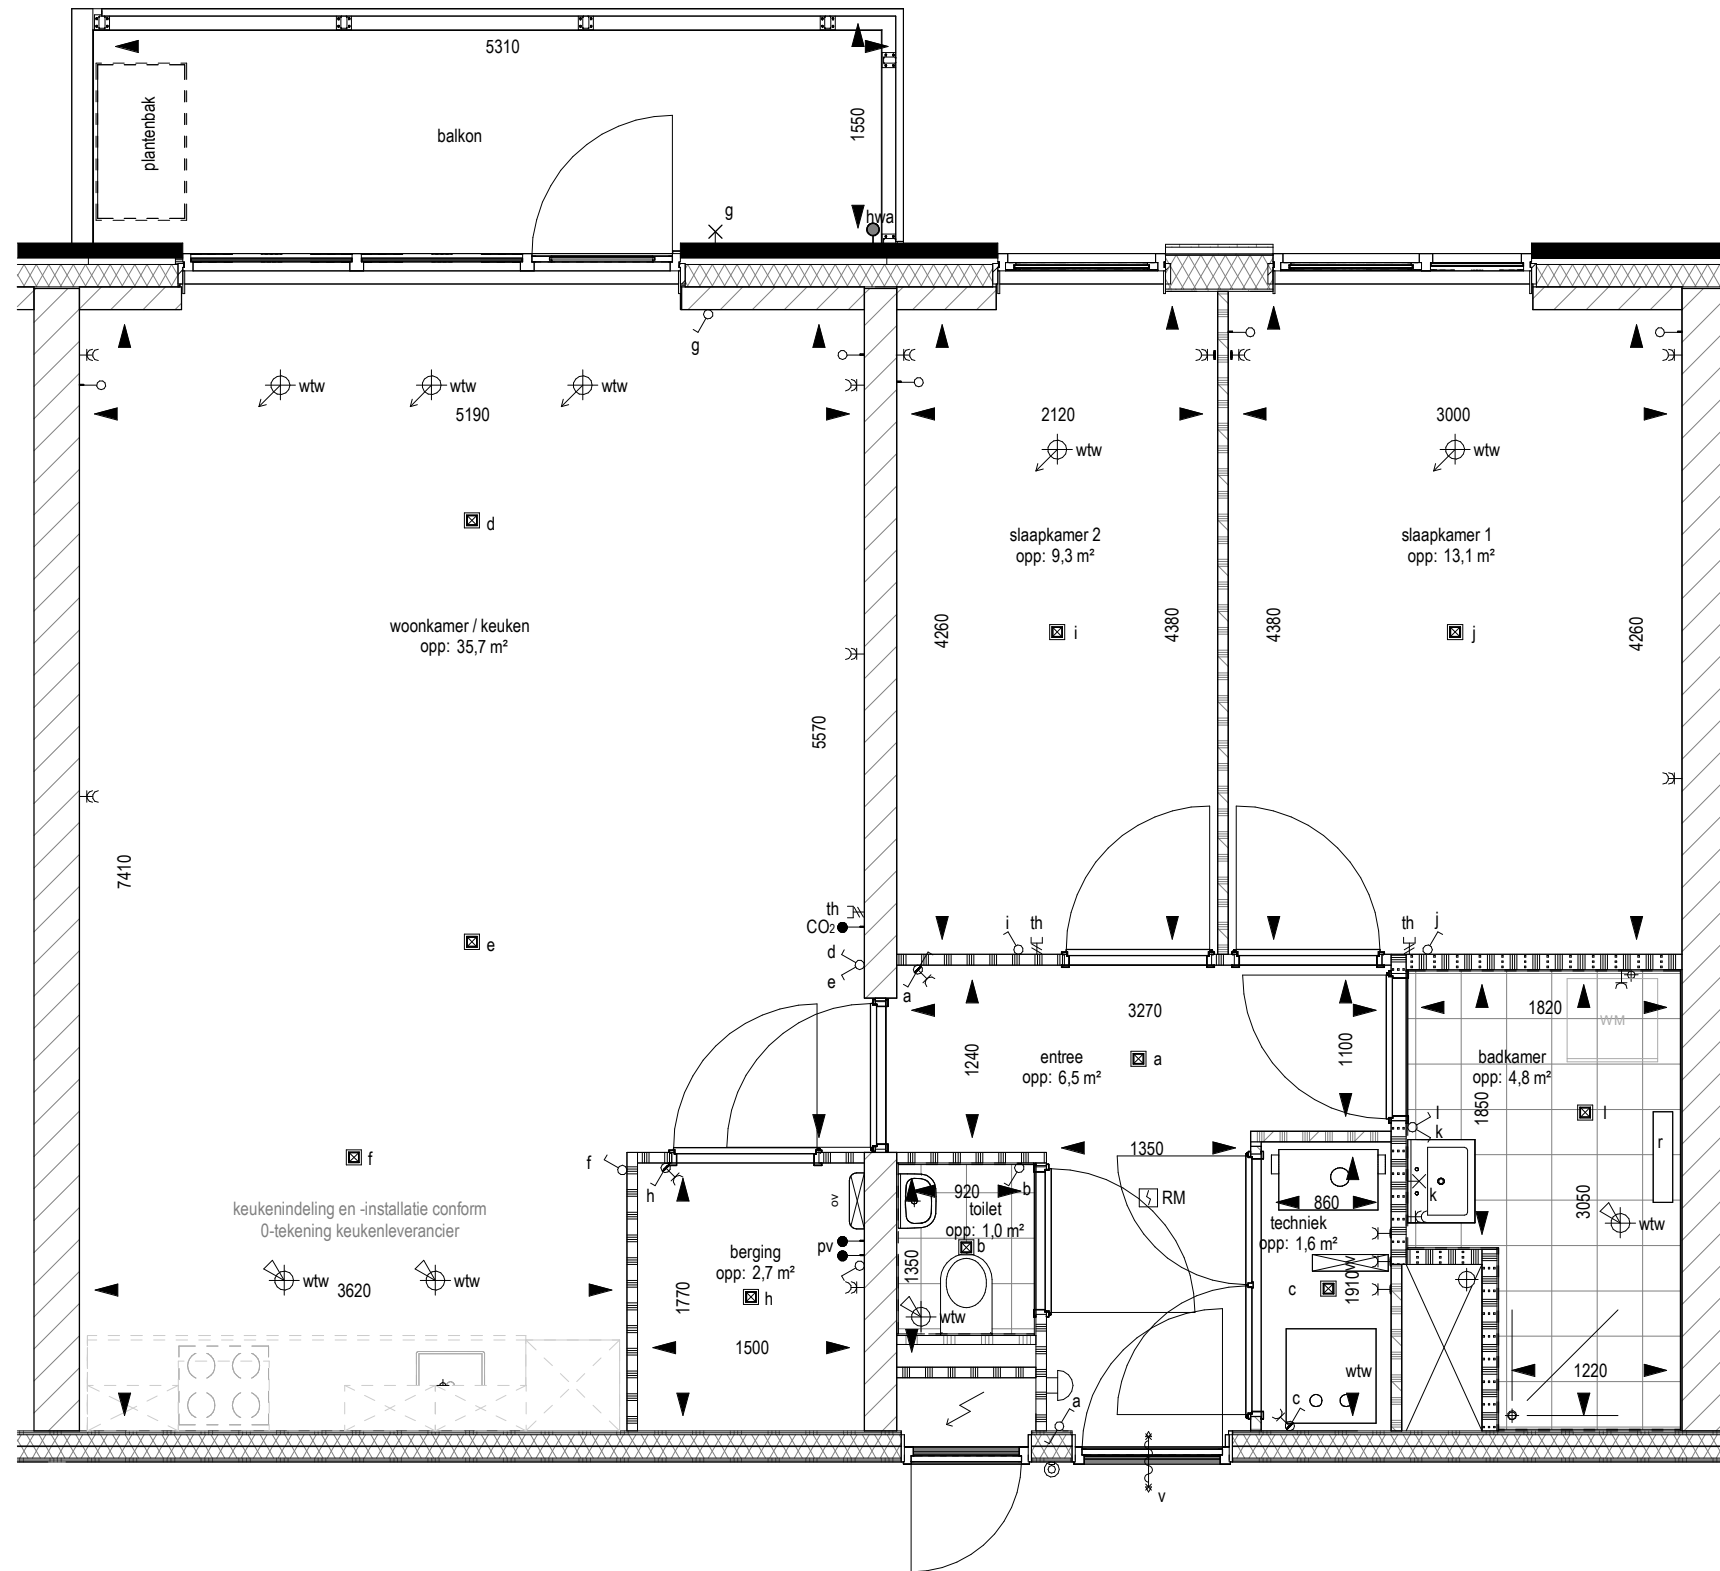 5310
plantenbak
balkon
1550
g
hwa
g
wtw
wtw
wtw
5190
2120
3000
wtw
wtw
d
slaapkamer 2
opp: 9,3 m²
slaapkamer 1
opp: 13,1 m²
woonkamer / keuken
opp: 35,7 m²
4260
4380
4380
4260
i
j
5570
7410
th
CO2
d
e
e
a
i
th
th
j
3270
1820
WM
1240
entree
opp: 6,5 m²
a
1100
badkamer
opp: 4,8 m²
1850
l
l
k
r
f
f
h
1350
920
b
toilet
opp: 1,0 m²
b
1350
RM
860
techniek
opp: 1,6 m²
k
3050
wtw
keukenindeling en -installatie conform
0-tekening keukenleverancier
ov
pv
berging
opp: 2,7 m²
h
wtw
3620
wtw
1770
1500
wtw
c
1910
wtw
c
1220
a
v